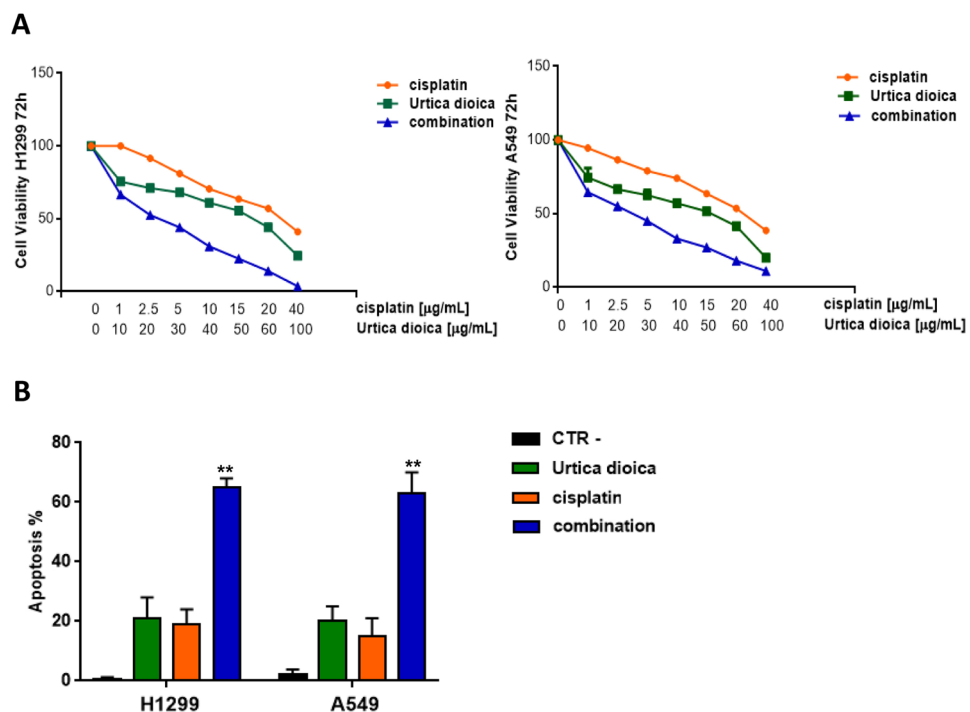 A
Cell Viability H1299 72h
150
100
50
0
cisplatin
Urtica dioica
combination
0 1 2.5 5 10 15 20 40 cisplatin [μg/mL]
0 10 20 30 40 50 60 100 Urtica dioica [μg/mL]
Cell Viability A549 72h
150
100
50
0
cisplatin
Urtica dioica
combination
0 1 2.5 5 10 15 20 40 cisplatin [μg/mL]
0 10 20 30 40 50 60 100 Urtica dioica [μg/mL]
B
Apoptosis %
80
60
40
20
0
** **
H1299 A549
CTR -
Urtica dioica
cisplatin
combination